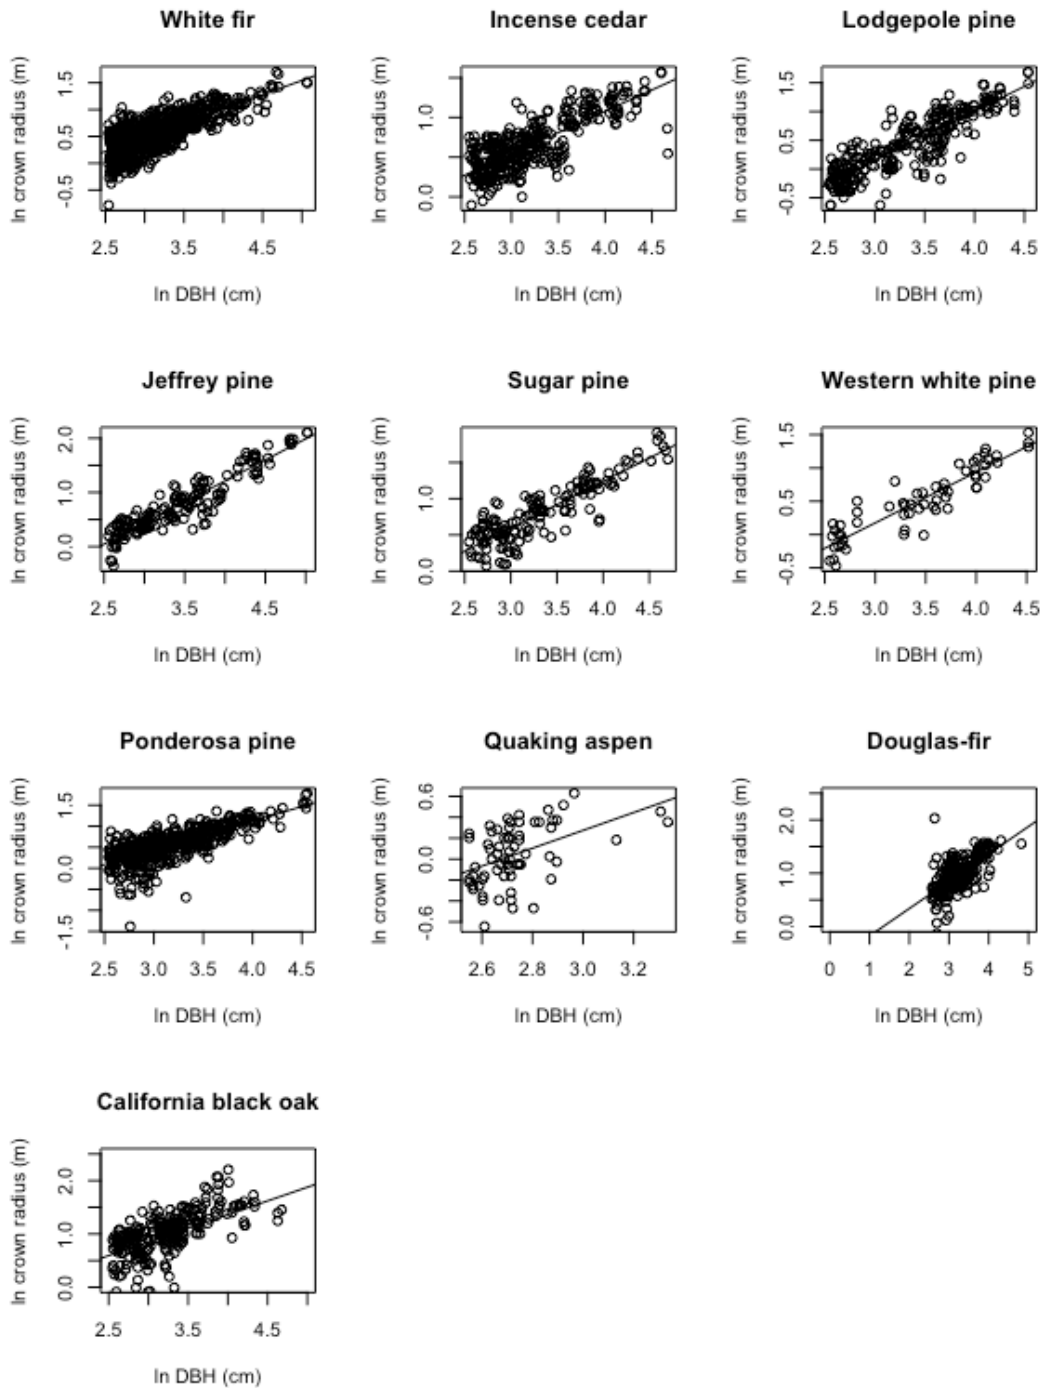 White fir
ln crown radius (m)
1.5
0.5
-0.5
2.5 3.5 4.5
ln DBH (cm)
Incense cedar
ln crown radius (m)
1.0
0.0
2.5 3.0 3.5 4.0 4.5
ln DBH (cm)
Lodgepole pine
ln crown radius (m)
1.5
0.5
-0.5
2.5 3.0 3.5 4.0 4.5
ln DBH (cm)
Jeffrey pine
ln crown radius (m)
2.0
1.0
0.0
2.5 3.5 4.5
ln DBH (cm)
Sugar pine
ln crown radius (m)
1.0
0.0
2.5 3.0 3.5 4.0 4.5
ln DBH (cm)
Western white pine
ln crown radius (m)
1.5
0.5
-0.5
2.5 3.0 3.5 4.0 4.5
ln DBH (cm)
Ponderosa pine
ln crown radius (m)
1.5
0.0
-1.5
2.5 3.0 3.5 4.0 4.5
ln DBH (cm)
Quaking aspen
ln crown radius (m)
0.6
0.0
-0.6
2.6 2.8 3.0 3.2
ln DBH (cm)
Douglas-fir
ln crown radius (m)
2.0
1.0
0.0
0 1 2 3 4 5
ln DBH (cm)
California black oak
ln crown radius (m)
2.0
1.0
0.0
2.5 3.5 4.5
ln DBH (cm)